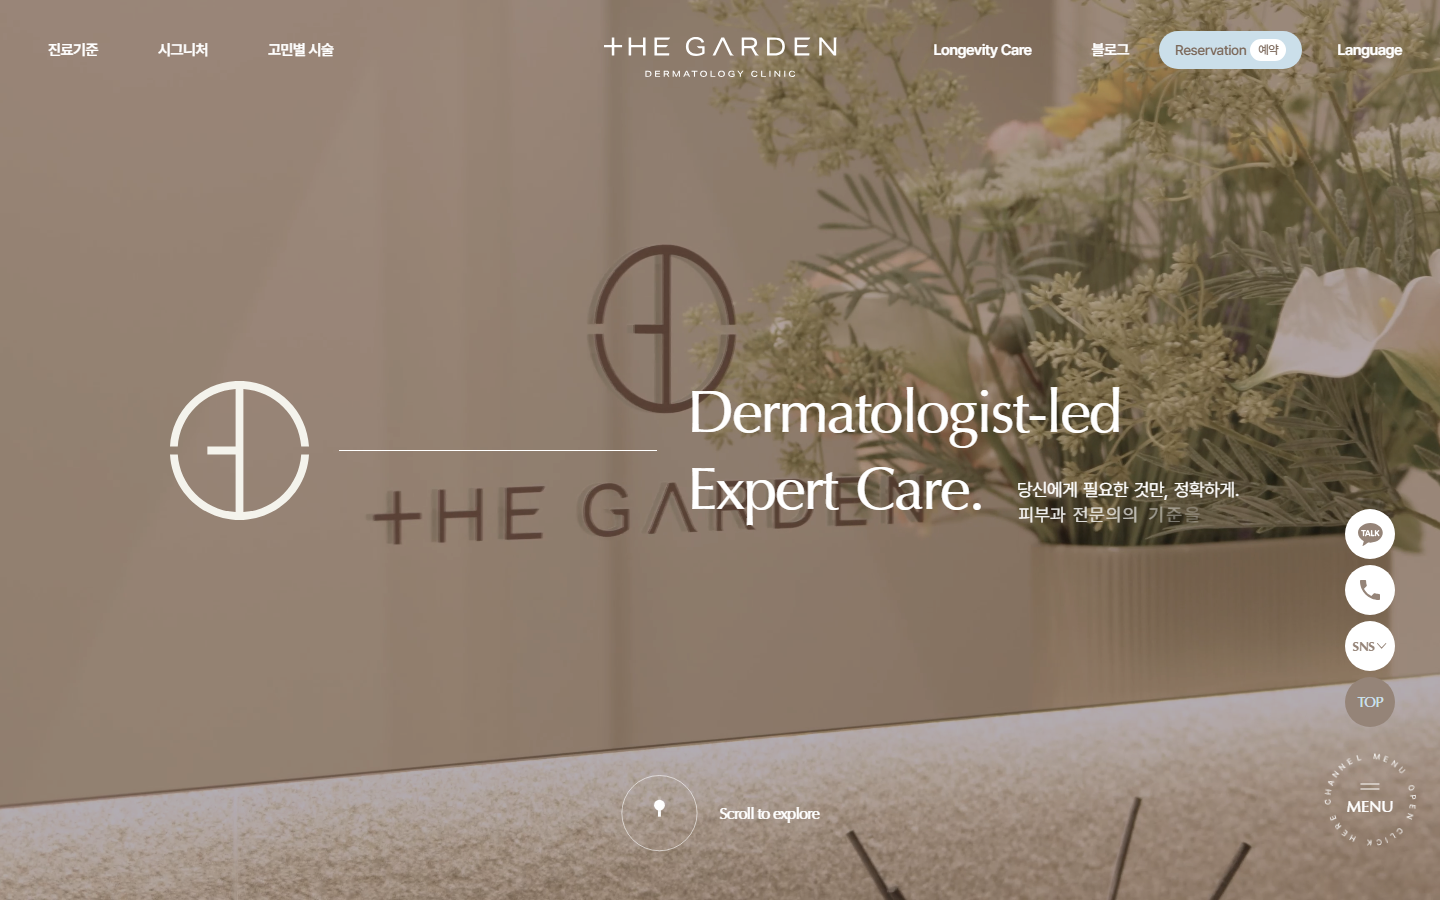 진료기준
시그니처
고민별 시술
THE GARDEN
DERMATOLOGY CLINIC
Longevity Care
블로그
Reservation 예약
Language
THE GARDEN
Dermatologist-led
Expert Care.
당신에게 필요한 것만, 정확하게.
피부과 전문의의 기준을
TALK
SNS
TOP
CHANNEL MENU OPEN CLICK HERE
MENU
Scroll to explore